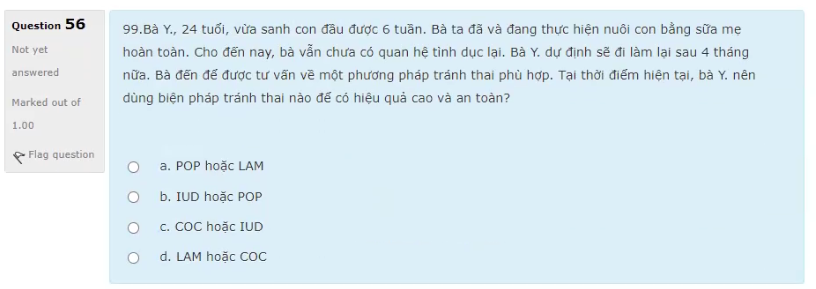 Question 56
Not yet
answered
Marked out of
1.00
Flag question
99.Bà Y., 24 tuổi, vừa sanh con đầu được 6 tuần. Bà ta đã và đang thực hiện nuôi con bằng sữa mẹ
hoàn toàn. Cho đến nay, bà vẫn chưa có quan hệ tình dục lại. Bà Y. dự định sẽ đi làm lại sau 4 tháng
nữa. Bà đến để được tư vấn về một phương pháp tránh thai phù hợp. Tại thời điểm hiện tại, bà Y. nên
dùng biện pháp tránh thai nào để có hiệu quả cao và an toàn?
a. POP hoặc LAM
b. IUD hoặc POP
c. COC hoặc IUD
d. LAM hoặc COC